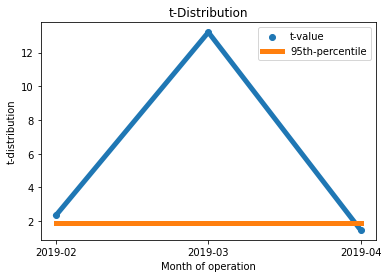 t-Distribution
t-value
95th-percentile
t-distribution
12
10
8
6
4
2
2019-02
2019-03
2019-04
Month of operation